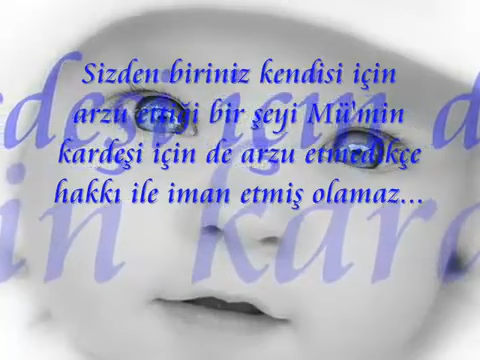 Sizden biriniz kendisi için
arzu ettiği bir şeyi Mü'min
kardeşi için de arzu etmedikçe
hakkı ile iman etmiş olamaz...